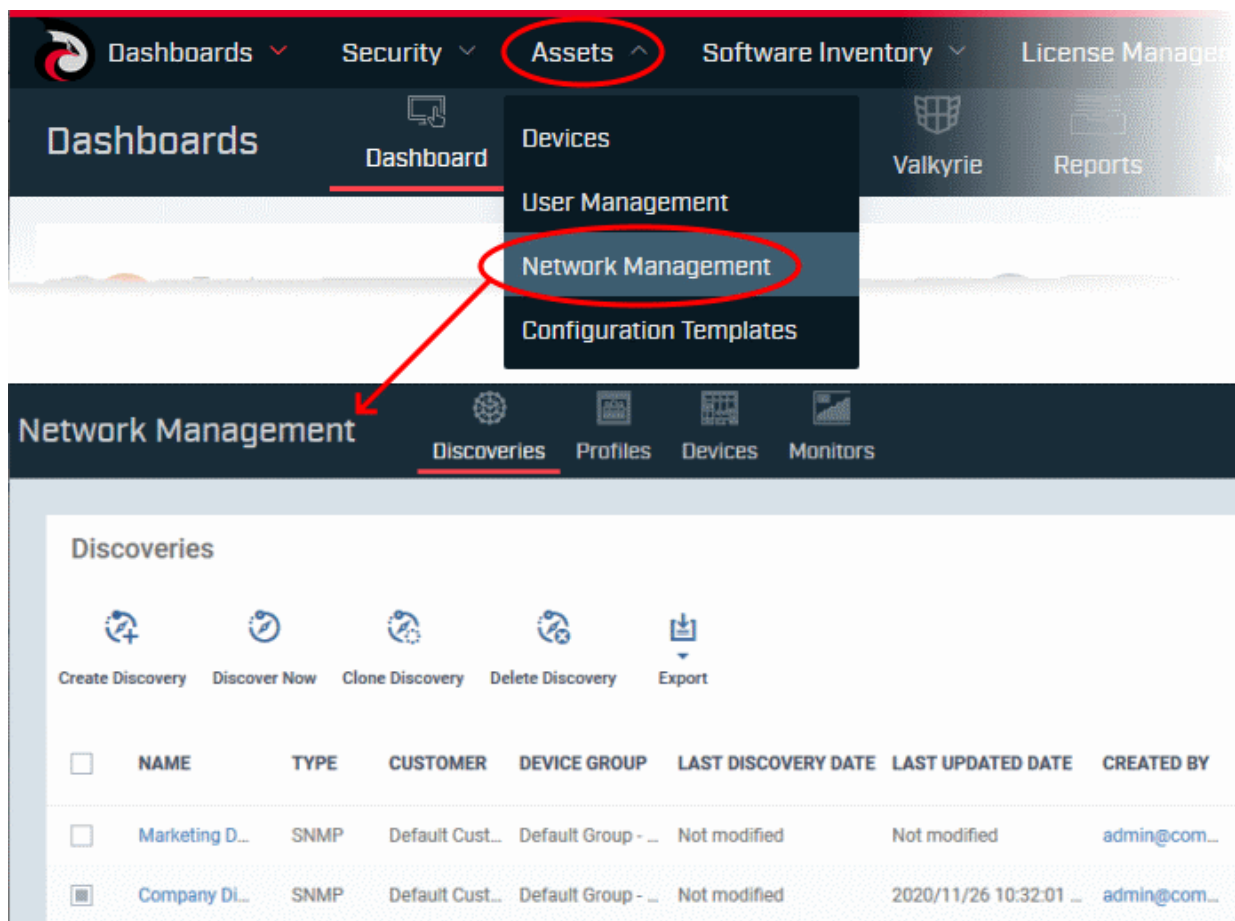 Dashboards Security Assets Software Inventory License Manager
Dashboards Dashboard Devices Valkyrie Reports
User Management
Network Management
Configuration Templates
Network Management Discoveries Profiles Devices Monitors
Discoveries
Create Discovery Discover Now Clone Discovery Delete Discovery Export
NAME TYPE CUSTOMER DEVICE GROUP LAST DISCOVERY DATE LAST UPDATED DATE CREATED BY
Marketing D... SNMP Default Cust... Default Group - ... Not modified Not modified admin@com...
Company Di... SNMP Default Cust... Default Group - ... Not modified 2020/11/26 10:32:01 ... admin@com...